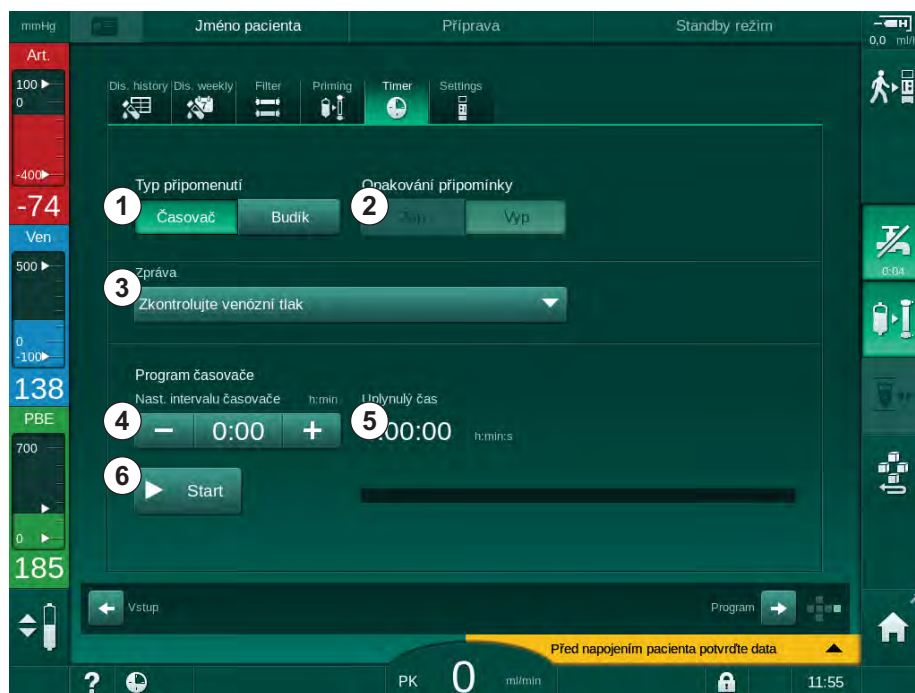 mmHg
Jméno pacienta
Příprava
Standby režim
0,0 ml/
Art.
100
0
-400
-74
Ven
500
0
-100
138
PBE
700
0
185
Dis. history
Dis. weekly
Filter
Priming
Timer
Settings
Typ připomenutí
Opakování připomínky
1
Časovač
Budík
2
Vyp
Zpráva
3
Zkontrolujte venózní tlak
Program časovače
Nast. intervalu časovače
h:min
Uplynulý čas
4
0:00
5
:00:00
h:min:s
6
Start
0:04
Vstup
Program
Před napojením pacienta potvrďte data
?
PK
0
ml/min
11:55